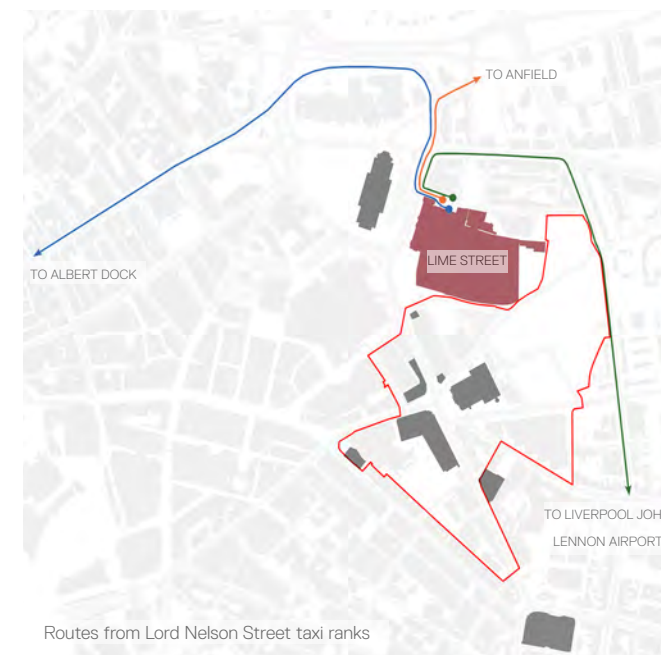 TO ANFIELD
LIME STREET
TO ALBERT DOCK
TO LIVERPOOL JOH
LENNON AIRPORT
Routes from Lord Nelson Street taxi ranks